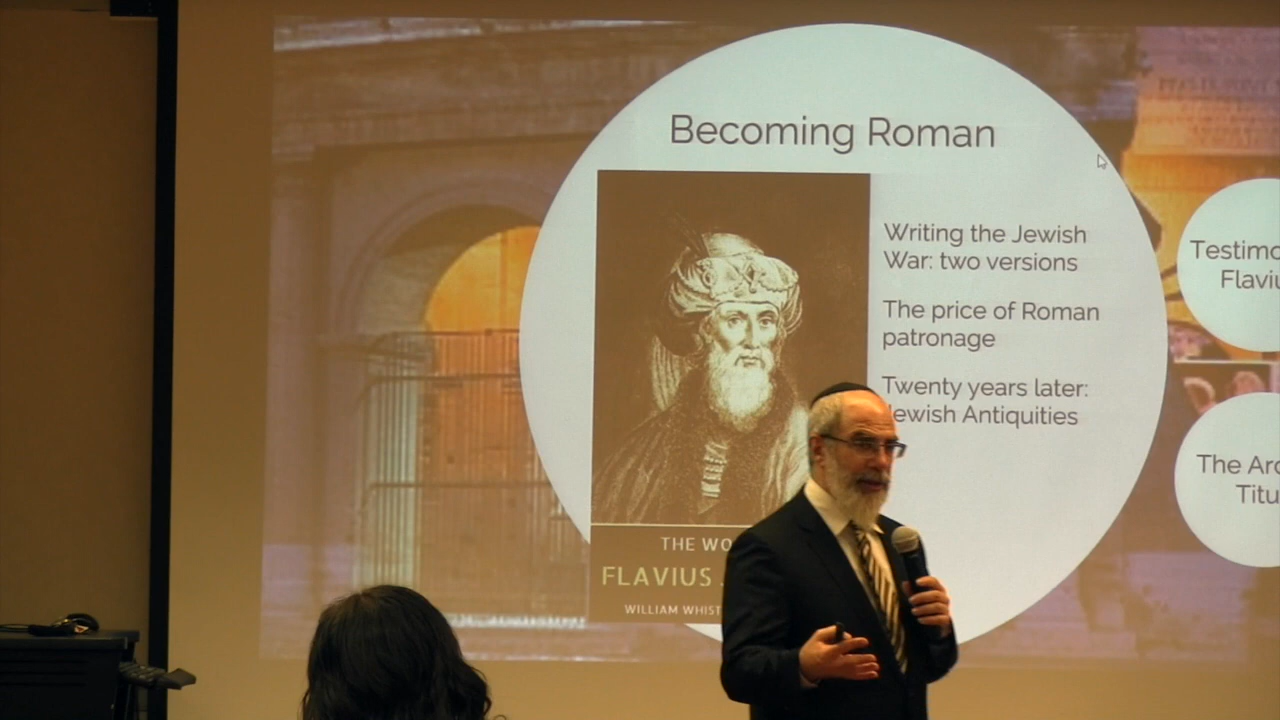 Becoming Roman
Writing the Jewish
War: two versions
The price of Roman
patronage
Twenty years later:
Jewish Antiquities
THE WO
FLAVIUS
WILLIAM WHIST
Testimo
Flaviu
The Arc
Titu